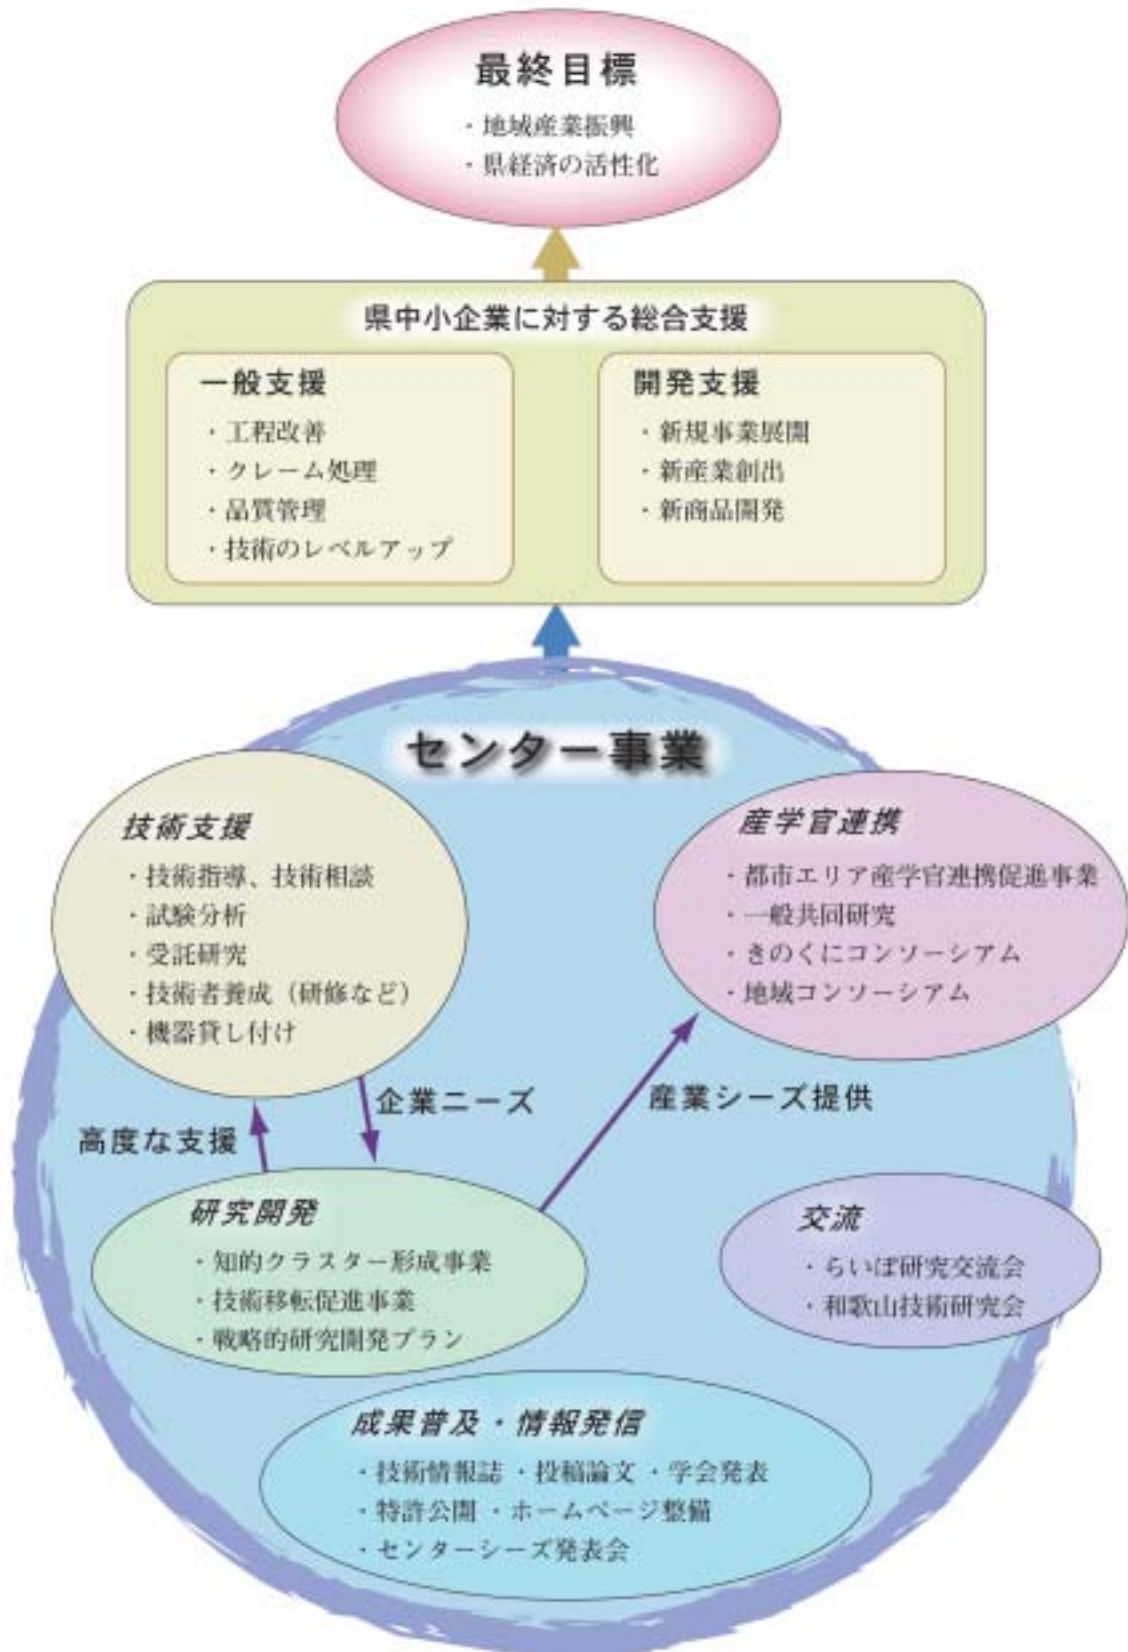 最終目標
・地域産業振興
・県経済の活性化
県中小企業に対する総合支援
一般支援
・工程改善
・クレーム処理
・品質管理
・技術のレベルアップ
開発支援
・新規事業展開
・新産業創出
・新商品開発
センター事業
技術支援
・技術指導、技術相談
・試験分析
・受託研究
・技術者養成（研修など）
・機器貸し付け
産学官連携
・都市エリア産学官連携促進事業
・一般共同研究
・きのくにコンソーシアム
・地域コンソーシアム
企業ニーズ
高度な支援
産業シーズ提供
研究開発
・知的クラスター形成事業
・技術移転促進事業
・戦略的研究開発プラン
交流
・らいぼ研究交流会
・和歌山技術研究会
成果普及・情報発信
・技術情報誌 ・投稿論文 ・学会発表
・特許公開 ・ホームページ整備
・センターシーズ発表会